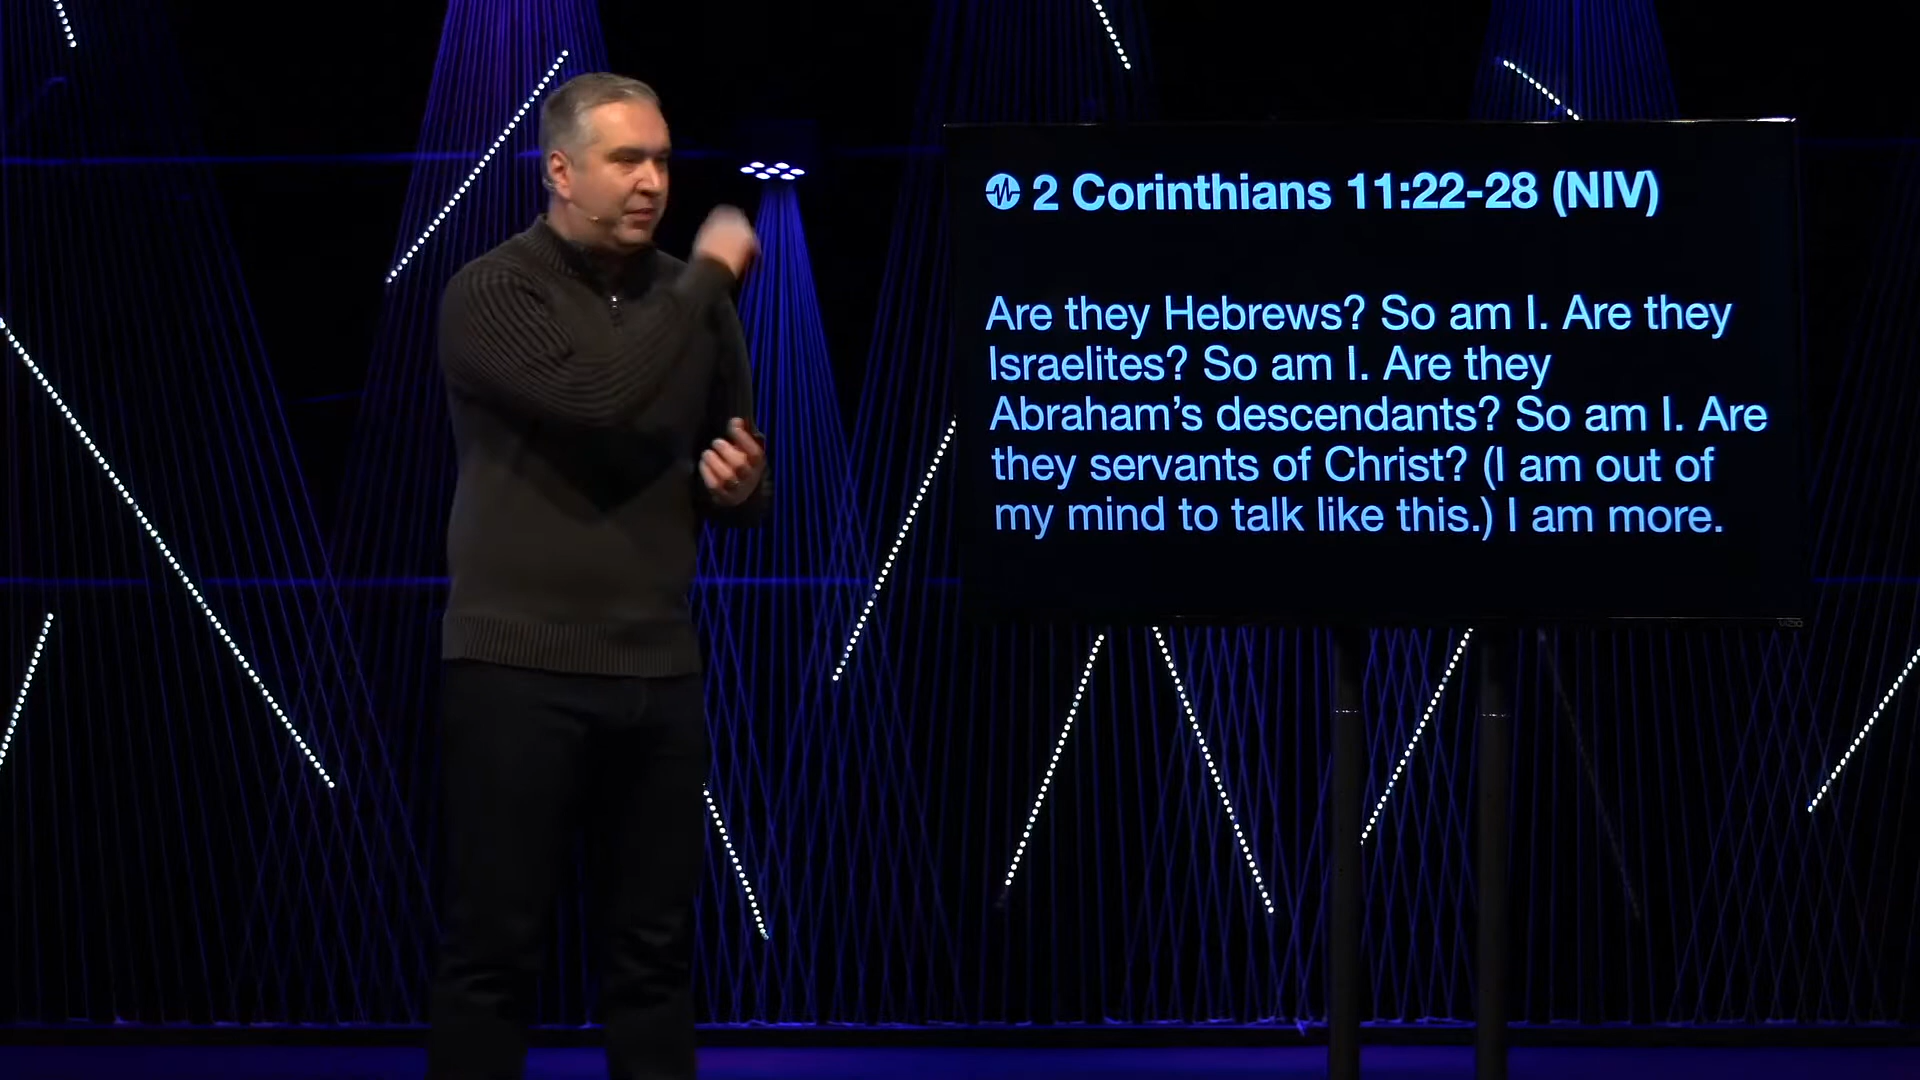 2 Corinthians 11:22-28 (NIV)
Are they Hebrews? So am I. Are they
Israelites? So am I. Are they
Abraham’s descendants? So am I. Are
they servants of Christ? (I am out of
my mind to talk like this.) I am more.